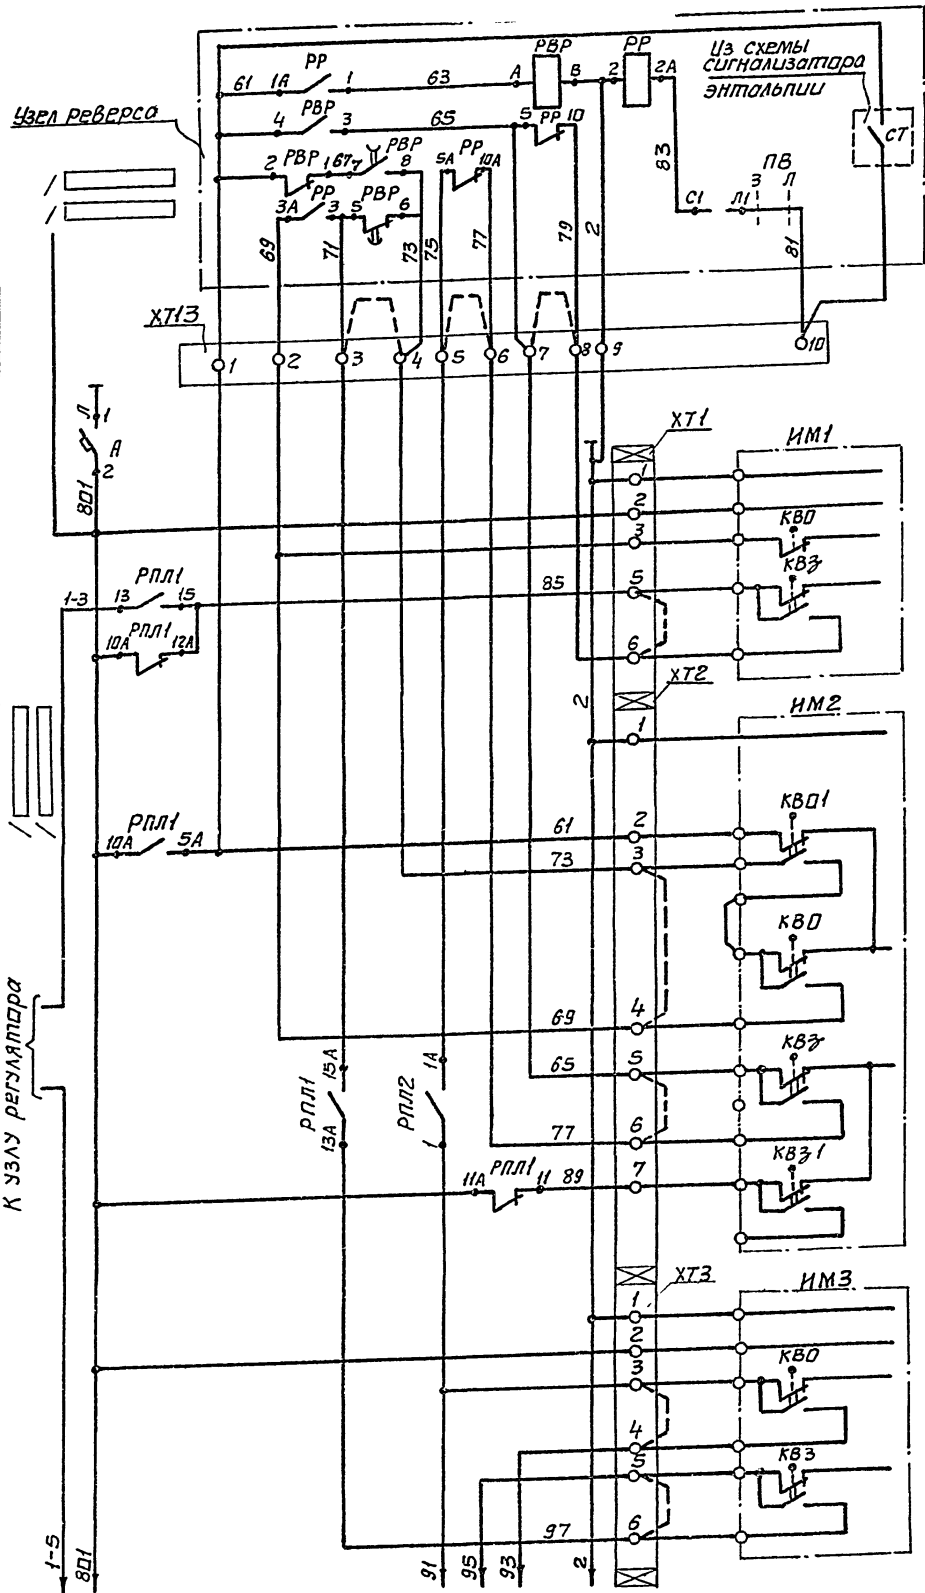 РВР
РР
Из схемы
сигнализатора
энтальпии
61 1А РР 1 63 А В 2 2А
Узел реверса
4 РВР 3 65 5 РР 10
СТ
2 РВР 1 67 7 РВР 8 5А РР 10А
83
ПВ
З Л
3А РР 3 5 РВР 6
С1 Л1
69 71 73 75 77 79 2 81
ХТ13
1 2 3 4 5 6 7 8 9 10
Л 1
А
2
801
ХТ1
ИМ1
1
2
3
КВО
КВЗ
1-3 13 РПЛ1 15 85 5
10А РПЛ1 12А
6
ХТ2
2
ИМ2
1
КВО1
10А РПЛ1 5А 61 2
73 3
КВО
К узлу регулятора
69 4
КВЗ
65 5
15А РПЛ1 13А
1А РПЛ2 1
77 6
КВЗ1
11А РПЛ1 11 89 7
ХТ3
ИМ3
1
2
3
КВО
4
5
КВЗ
97 6
1-5 801 91 95 93 2